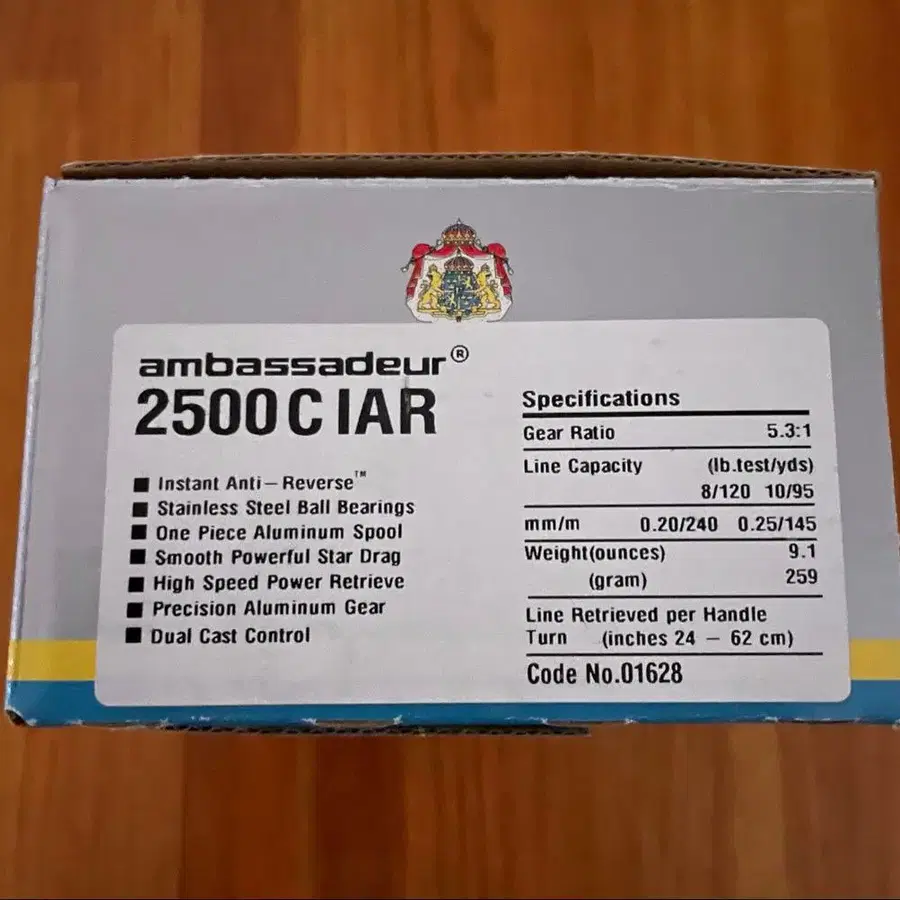 ambassadeur®
2500 C IAR
■ Instant Anti–Reverse™
■ Stainless Steel Ball Bearings
■ One Piece Aluminum Spool
■ Smooth Powerful Star Drag
■ High Speed Power Retrieve
■ Precision Aluminum Gear
■ Dual Cast Control
Specifications
Gear Ratio 5.3:1
Line Capacity (lb.test/yds)
8/120 10/95
mm/m 0.20/240 0.25/145
Weight(ounces) 9.1
(gram) 259
Line Retrieved per Handle
Turn (inches 24 – 62 cm)
Code No.01628